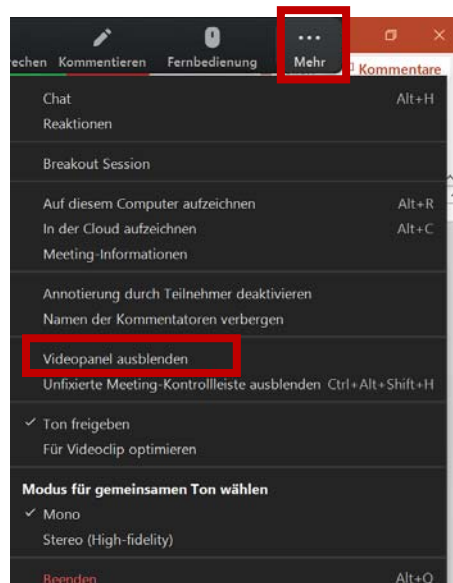 echen Kommentieren Fernbedienung Mehr Kommentare
Chat Alt+H
Reaktionen
Breakout Session
Auf diesem Computer aufzeichnen Alt+R
In der Cloud aufzeichnen Alt+C
Meeting-Informationen
Annotierung durch Teilnehmer deaktivieren
Namen der Kommentatoren verbergen
Videopanel ausblenden
Unfixierte Meeting-Kontrollleiste ausblenden Ctrl+Alt+Shift+H
Ton freigeben
Für Videoclip optimieren
Modus für gemeinsamen Ton wählen
Mono
Stereo (High-fidelity)
Beenden Alt+Q